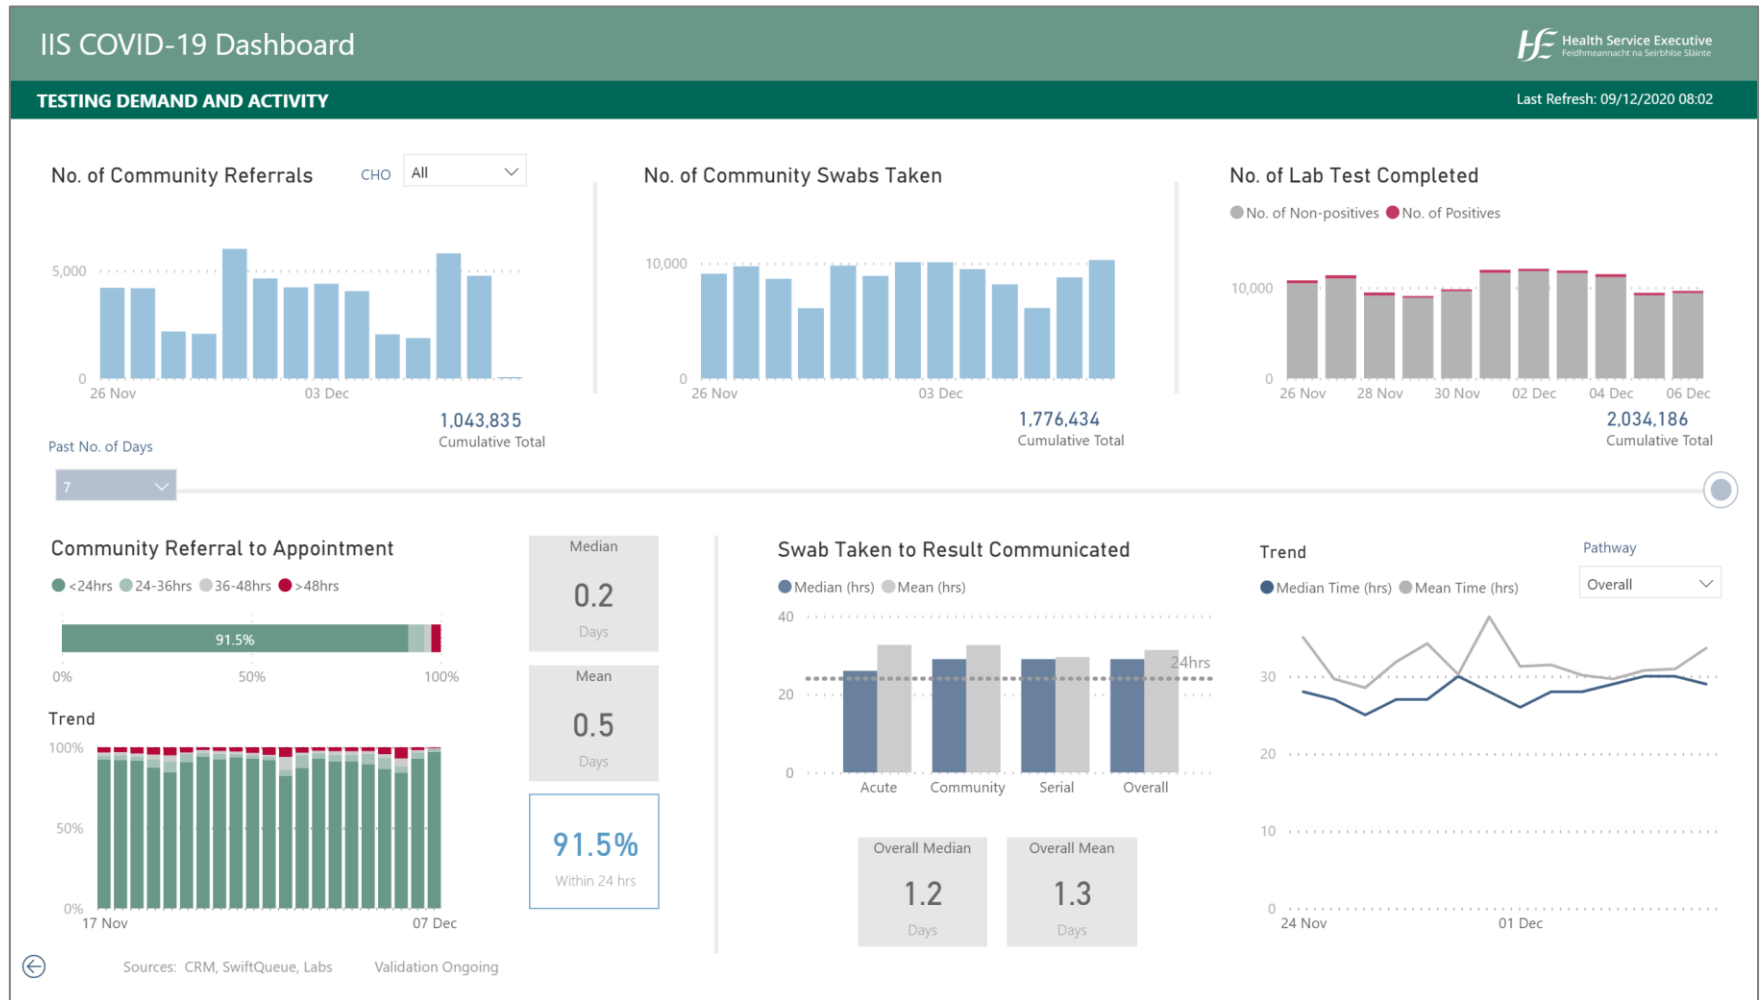 IIS COVID-19 Dashboard
Health Service Executive
Feidhmeannacht na Seirbhíse Sláinte
TESTING DEMAND AND ACTIVITY
Last Refresh: 09/12/2020 08:02
No. of Community Referrals
CHO
All
5,000
0
26 Nov
03 Dec
1,043,835
Cumulative Total
No. of Community Swabs Taken
10,000
0
26 Nov
03 Dec
1,776,434
Cumulative Total
No. of Lab Test Completed
No. of Non-positives
No. of Positives
10,000
0
26 Nov
28 Nov
30 Nov
02 Dec
04 Dec
06 Dec
2,034,186
Cumulative Total
Past No. of Days
7
Community Referral to Appointment
<24hrs
24-36hrs
36-48hrs
>48hrs
91.5%
0%
50%
100%
Trend
100%
50%
0%
17 Nov
07 Dec
Median
0.2
Days
Mean
0.5
Days
91.5%
Within 24 hrs
Swab Taken to Result Communicated
Median (hrs)
Mean (hrs)
40
24hrs
20
0
Acute
Community
Serial
Overall
Overall Median
1.2
Days
Overall Mean
1.3
Days
Trend
Pathway
Overall
Median Time (hrs)
Mean Time (hrs)
30
20
10
0
24 Nov
01 Dec
Sources: CRM, SwiftQueue, Labs
Validation Ongoing